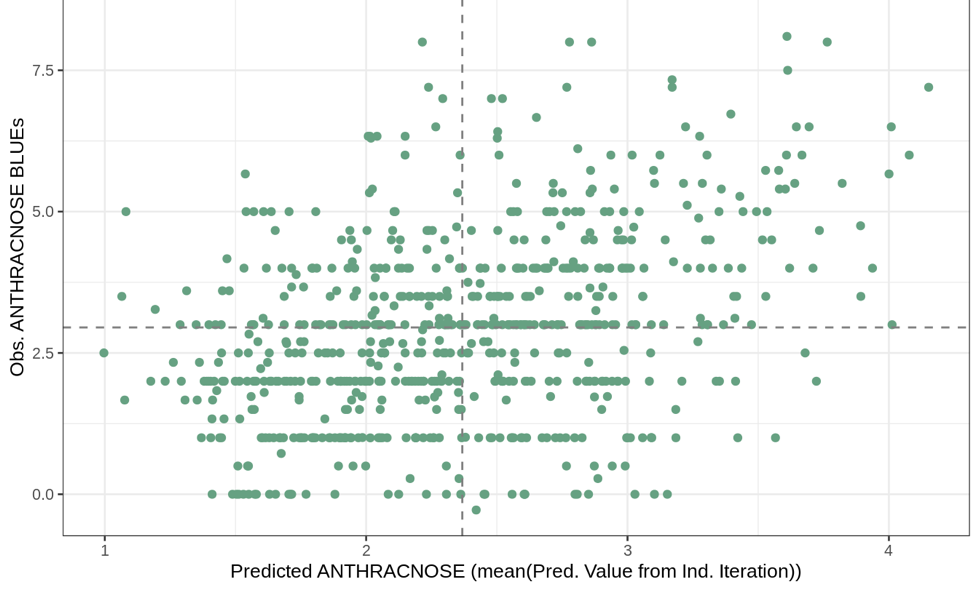 Obs. ANTHRACNOSE BLUEs
7.5
5.0
2.5
0.0
1 2 3 4
Predicted ANTHRACNOSE (mean(Pred. Value from Ind. Iteration))